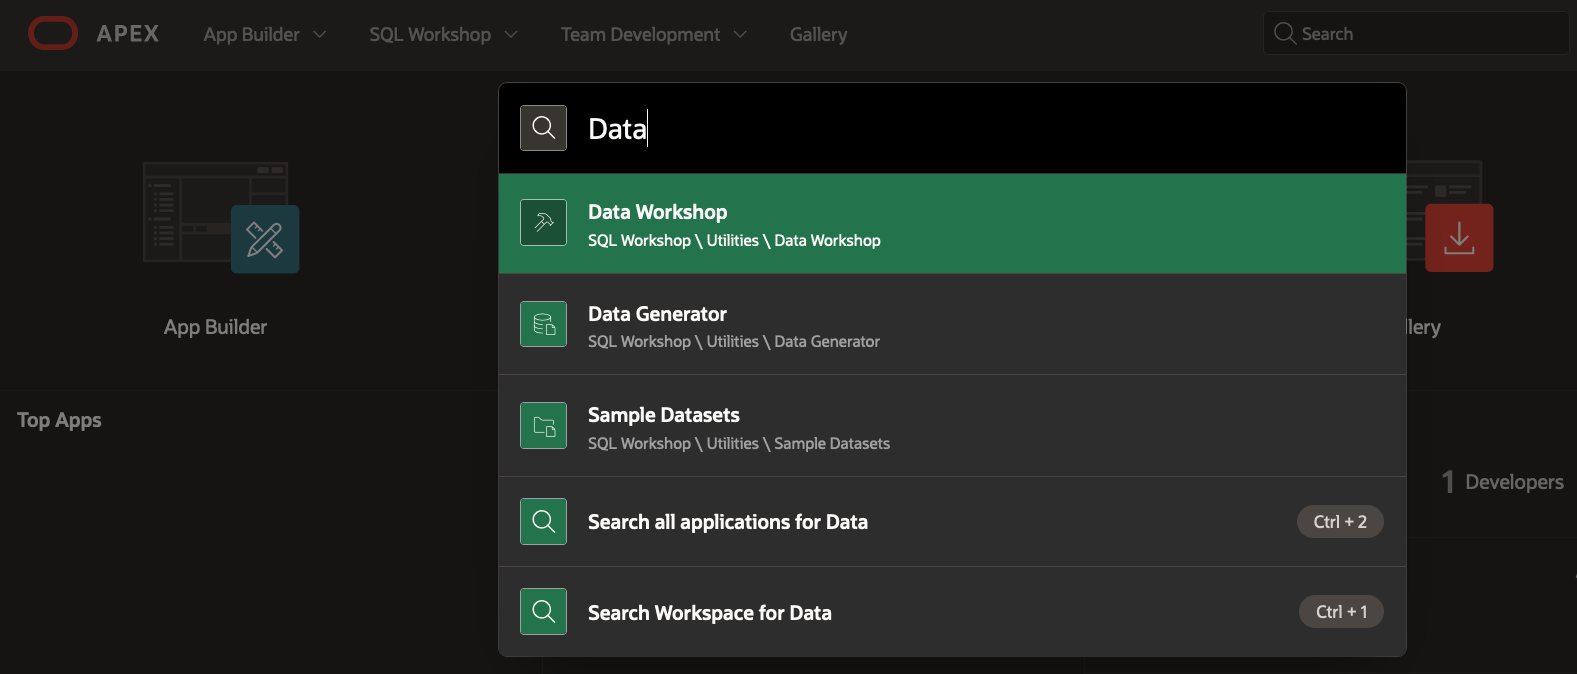 APEX App Builder SQL Workshop Team Development Gallery Search
Data
Data Workshop
SQL Workshop \ Utilities \ Data Workshop
Data Generator
SQL Workshop \ Utilities \ Data Generator
App Builder
llery
Sample Datasets
SQL Workshop \ Utilities \ Sample Datasets
Top Apps
1 Developers
Search all applications for Data Ctrl + 2
Search Workspace for Data Ctrl + 1